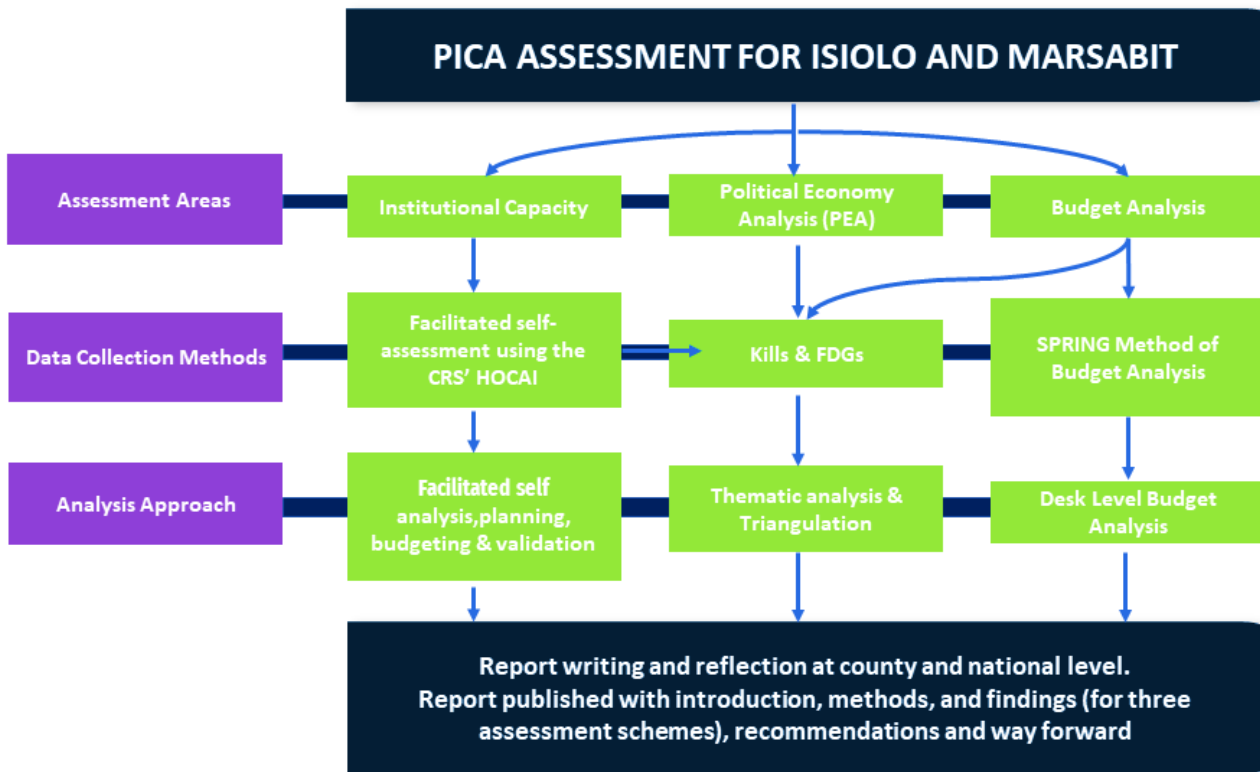 PICA ASSESSMENT FOR ISIOLO AND MARSABIT
Assessment Areas
Institutional Capacity
Political Economy
Analysis (PEA)
Budget Analysis
Data Collection Methods
Facilitated self-
assessment using the
CRS’ HOCAI
Kills & FDGs
SPRING Method of
Budget Analysis
Analysis Approach
Facilitated self
analysis,planning,
budgeting & validation
Thematic analysis &
Triangulation
Desk Level Budget
Analysis
Report writing and reflection at county and national level.
Report published with introduction, methods, and findings (for three
assessment schemes), recommendations and way forward